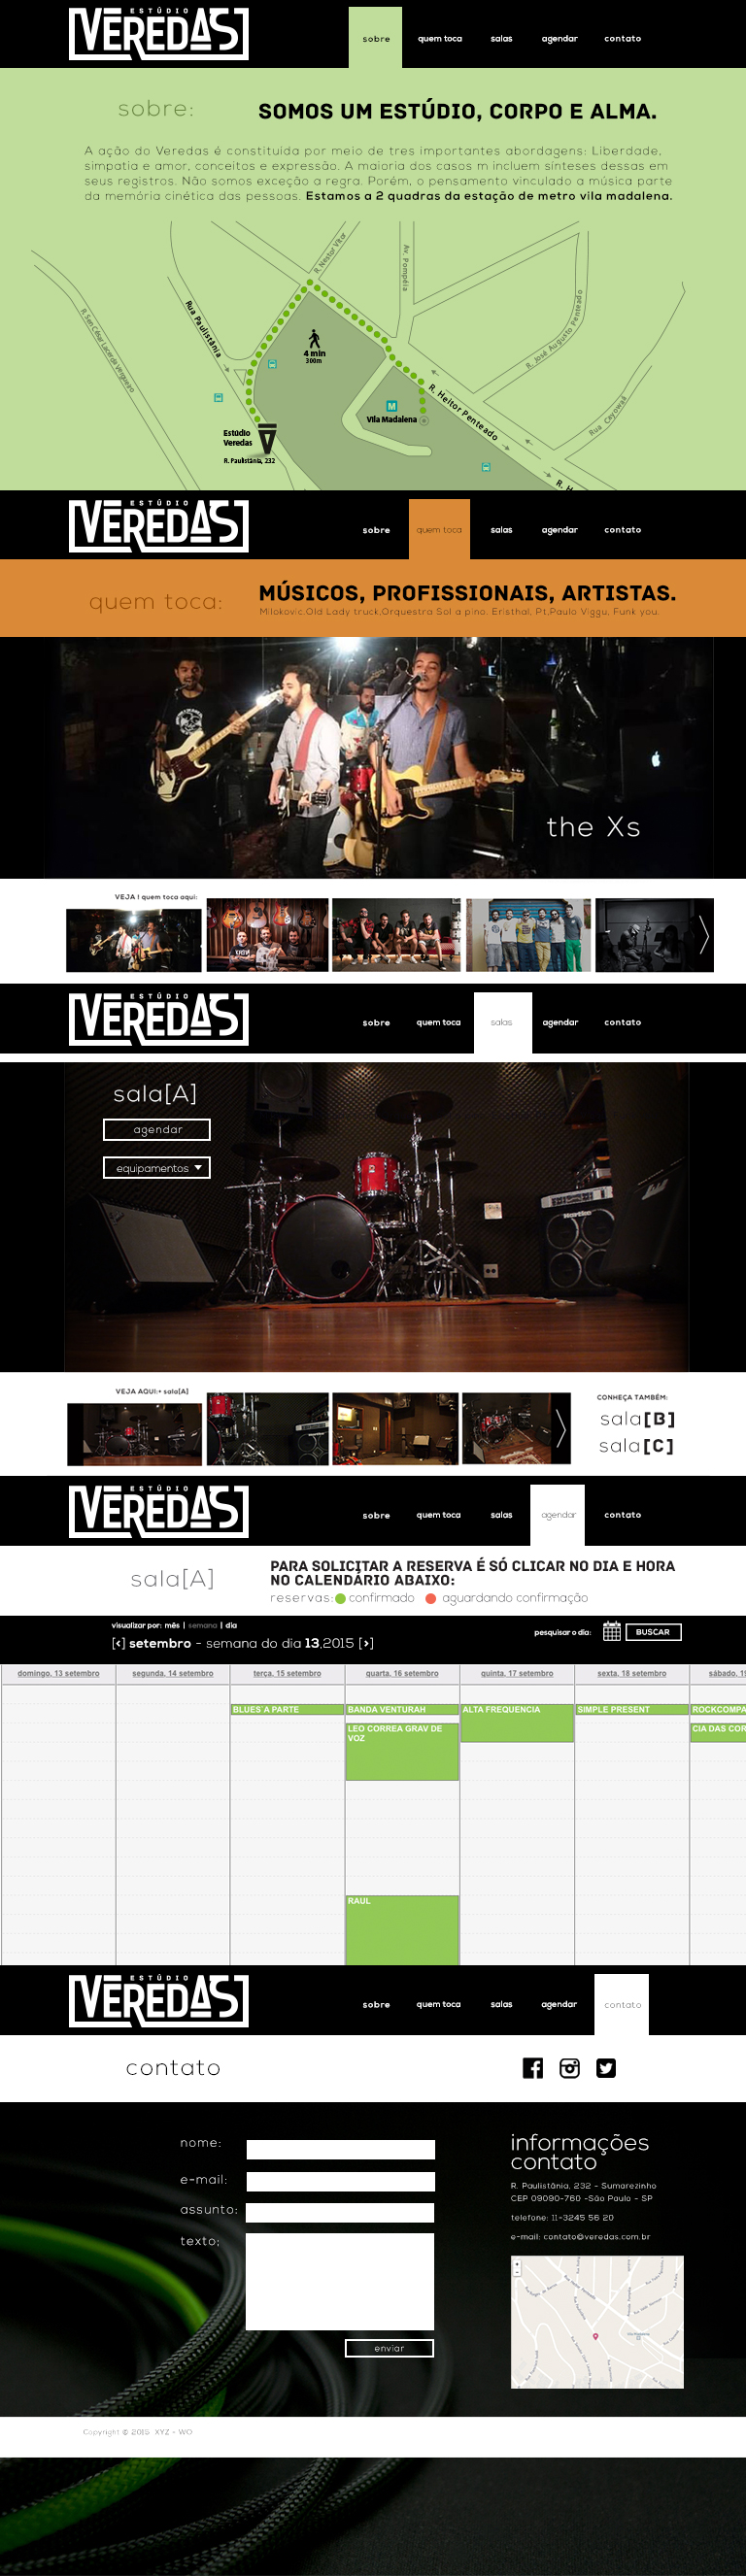 ESTÚDIO
VEREDAS
sobre quem toca salas agendar contato
sobre:
SOMOS UM ESTÚDIO, CORPO E ALMA.
A ação do Veredas é constituída por meio de tres importantes abordagens: Liberdade,
simpatia e amor, conceitos e expressão. A maioria dos casos m incluem sínteses dessas em
seus registros. Não somos exceção a regra. Porém, o pensamento vinculado a música parte
da memória cinética das pessoas. Estamos a 2 quadras da estação de metro vila madalena.
R. Néstor Vitor
Av. Pompéia
Rua Paulistânia
R. José Augusto Penteado
4 min
300m
R. Heitor Penteado
Rua Cayowaá
M
Vila Madalena
Estúdio
Veredas
R. Paulistânia, 232
R. H
ESTÚDIO
VEREDAS
sobre quem toca salas agendar contato
quem toca:
MÚSICOS, PROFISSIONAIS, ARTISTAS.
Milokovic,Old Lady truck,Orquestra Sol a pino. Eristhal, Pt,Paulo Viggu, Funk you.
the Xs
VEJA ! quem toca aqui:
ESTÚDIO
VEREDAS
sobre quem toca salas agendar contato
sala[A]
agendar
equipamentos
VEJA AQUI:+ sala[A]
CONHEÇA TAMBÉM:
sala[B]
sala[C]
ESTÚDIO
VEREDAS
sobre quem toca salas agendar contato
sala[A]
PARA SOLICITAR A RESERVA É SÓ CLICAR NO DIA E HORA
NO CALENDÁRIO ABAIXO:
reservas: confirmado aguardando confirmação
visualizar por: mês | semana | dia
[<] setembro - semana do dia 13,2015 [>]
pesquisar o dia: BUSCAR
domingo, 13 setembro segunda, 14 setembro terça, 15 setembro quarta, 16 setembro quinta, 17 setembro sexta, 18 setembro sábado, 19
BLUES´A PARTE BANDA VENTURAH ALTA FREQUENCIA SIMPLE PRESENT ROCKCOMPA
LEO CORREA GRAV DE
VOZ
CIA DAS COR
RAUL
ESTÚDIO
VEREDAS
sobre quem toca salas agendar contato
contato
nome:
e-mail:
assunto:
texto;
enviar
informações
contato
R. Paulistânia, 232 - Sumarezinho
CEP 09090-760 -São Paulo - SP
telefone: 11-3245 56 20
e-mail: contato@veredas.com.br
Copyright © 2015 XYZ - WO